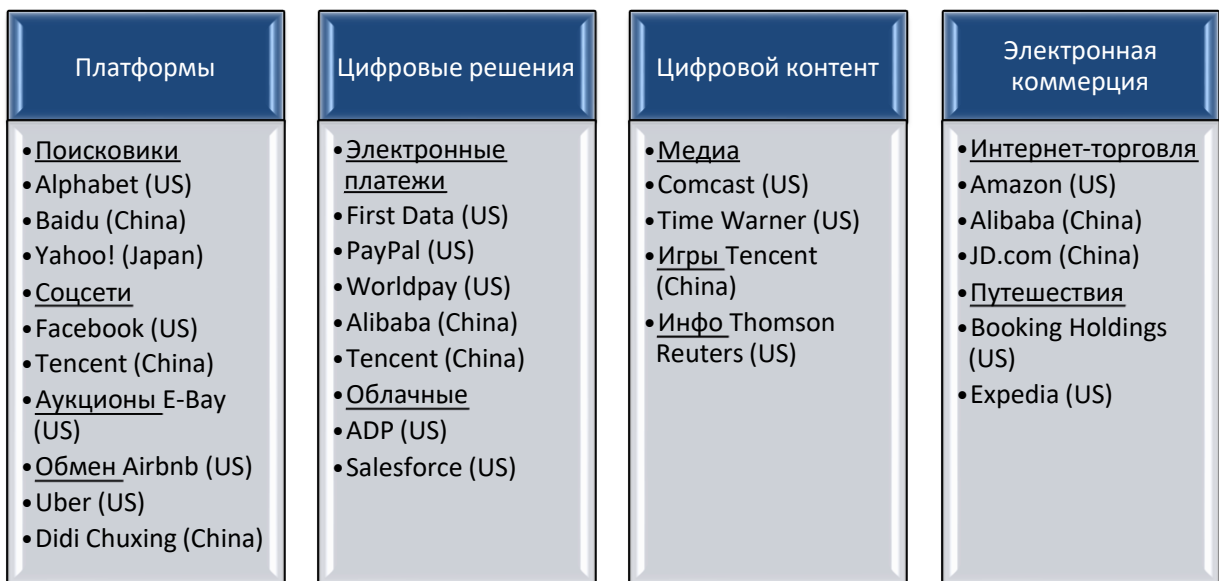 Платформы
•Поисковики
•Alphabet (US)
•Baidu (China)
•Yahoo! (Japan)
•Соцсети
•Facebook (US)
•Tencent (China)
•Аукционы E-Bay
(US)
•Обмен Airbnb (US)
•Uber (US)
•Didi Chuxing (China)
Цифровые решения
•Электронные
платежи
•First Data (US)
•PayPal (US)
•Worldpay (US)
•Alibaba (China)
•Tencent (China)
•Облачные
•ADP (US)
•Salesforce (US)
Цифровой контент
•Медиа
•Comcast (US)
•Time Warner (US)
•Игры Tencent
(China)
•Инфо Thomson
Reuters (US)
Электронная
коммерция
•Интернет-торговля
•Amazon (US)
•Alibaba (China)
•JD.com (China)
•Путешествия
•Booking Holdings
(US)
•Expedia (US)